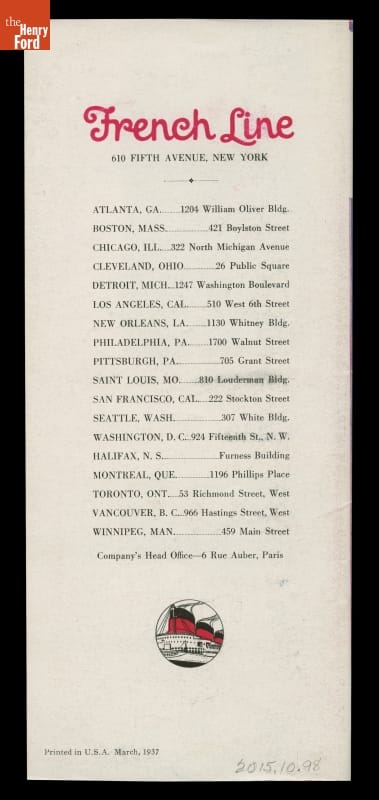 the
Henry
Ford
French Line
610 FIFTH AVENUE, NEW YORK
ATLANTA, GA.......1204 William Oliver Bldg.
BOSTON, MASS...............421 Boylston Street
CHICAGO, ILL....322 North Michigan Avenue
CLEVELAND, OHIO............26 Public Square
DETROIT, MICH...1247 Washington Boulevard
LOS ANGELES, CAL.......510 West 6th Street
NEW ORLEANS, LA.......1130 Whitney Bldg.
PHILADELPHIA, PA.......1700 Walnut Street
PITTSBURGH, PA...............705 Grant Street
SAINT LOUIS, MO.......810 Louderman Bldg.
SAN FRANCISCO, CAL....222 Stockton Street
SEATTLE, WASH..................307 White Bldg.
WASHINGTON, D. C...924 Fifteenth St., N. W.
HALIFAX, N. S.....................Furness Building
MONTREAL, QUE............1196 Phillips Place
TORONTO, ONT....53 Richmond Street, West
VANCOUVER, B. C...966 Hastings Street, West
WINNIPEG, MAN..................459 Main Street
Company's Head Office—6 Rue Auber, Paris
Printed in U.S.A. March, 1937
2015.10.98